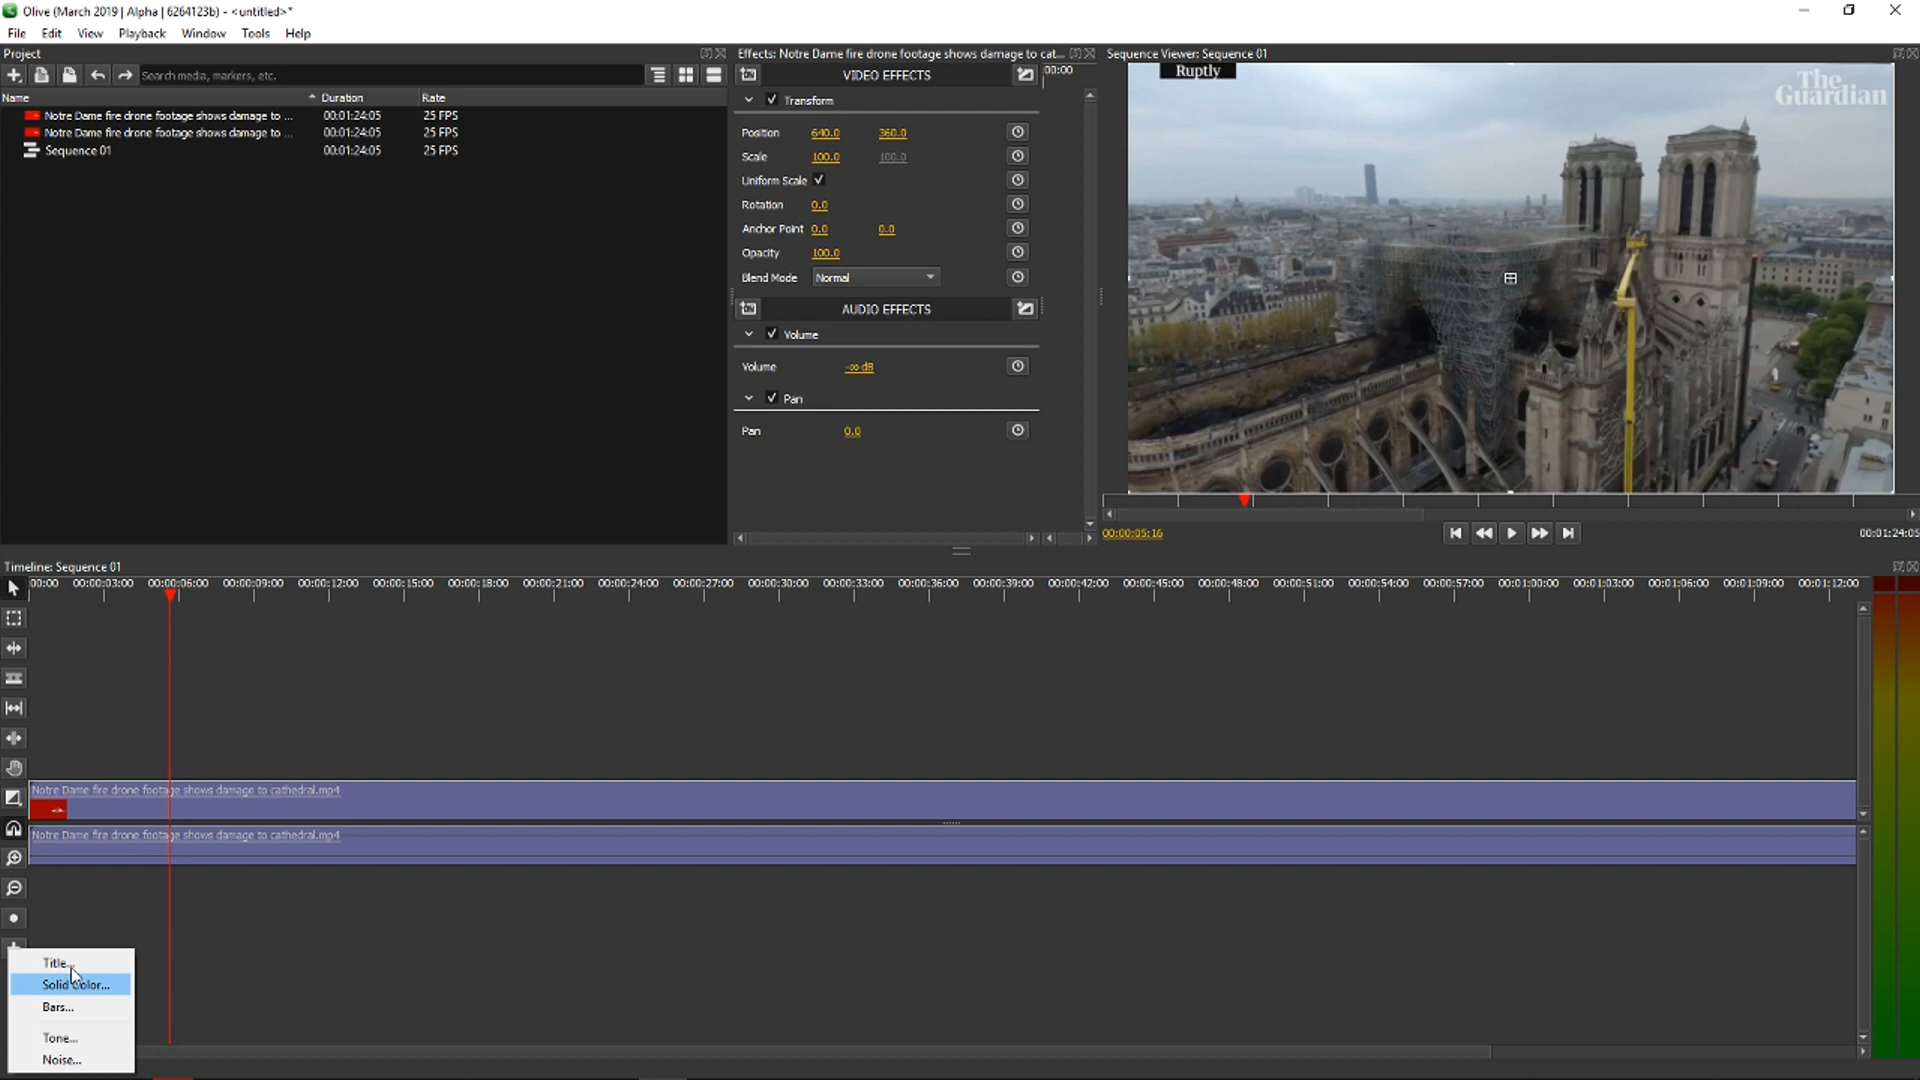 Olive (March 2019 | Alpha | 6264123b) - <untitled>*
File Edit View Playback Window Tools Help
Project
Search media, markers, etc.
Name Duration Rate
Notre Dame fire drone footage shows damage to ... 00:01:24:05 25 FPS
Notre Dame fire drone footage shows damage to ... 00:01:24:05 25 FPS
Sequence 01 00:01:24:05 25 FPS
Effects: Notre Dame fire drone footage shows damage to cat...
VIDEO EFFECTS
:00:00
Transform
Position 640.0 360.0
Scale 100.0 100.0
Uniform Scale
Rotation 0.0
Anchor Point 0.0 0.0
Opacity 100.0
Blend Mode Normal
AUDIO EFFECTS
Volume
Volume -∞ dB
Pan
Pan 0.0
Sequence Viewer: Sequence 01
Ruptly
The Guardian
00:00:05:16
00:01:24:05
Timeline: Sequence 01
00:00 00:00:03:00 00:00:06:00 00:00:09:00 00:00:12:00 00:00:15:00 00:00:18:00 00:00:21:00 00:00:24:00 00:00:27:00 00:00:30:00 00:00:33:00 00:00:36:00 00:00:39:00 00:00:42:00 00:00:45:00 00:00:48:00 00:00:51:00 00:00:54:00 00:00:57:00 00:01:00:00 00:01:03:00 00:01:06:00 00:01:09:00 00:01:12:00
Notre Dame fire drone footage shows damage to cathedral.mp4
Notre Dame fire drone footage shows damage to cathedral.mp4
Title...
Solid Color...
Bars...
Tone...
Noise...